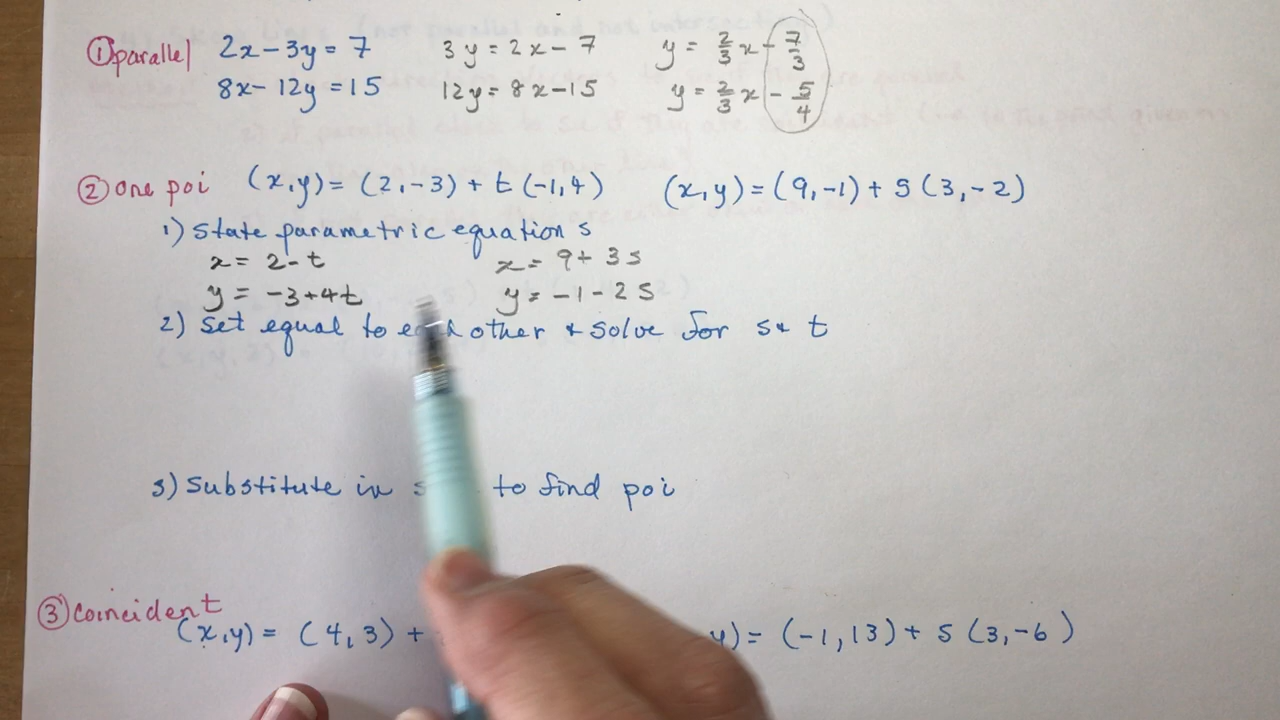 ① parallel 2x-3y=7 3y=2x-7 y= 2/3 x- 7/3
8x-12y=15 12y=8x-15 y= 2/3 x- 5/4
② one poi (x,y)=(2,-3)+t(-1,4) (x,y)=(9,-1)+s(3,-2)
1) state parametric equations
x=2-t x=9+3s
y=-3+4t y=-1-2s
2) set equal to each other & solve for s & t
3) substitute in to find poi
③ coincident
(x,y)=(4,3)+ y)=(-1,13)+s(3,-6)